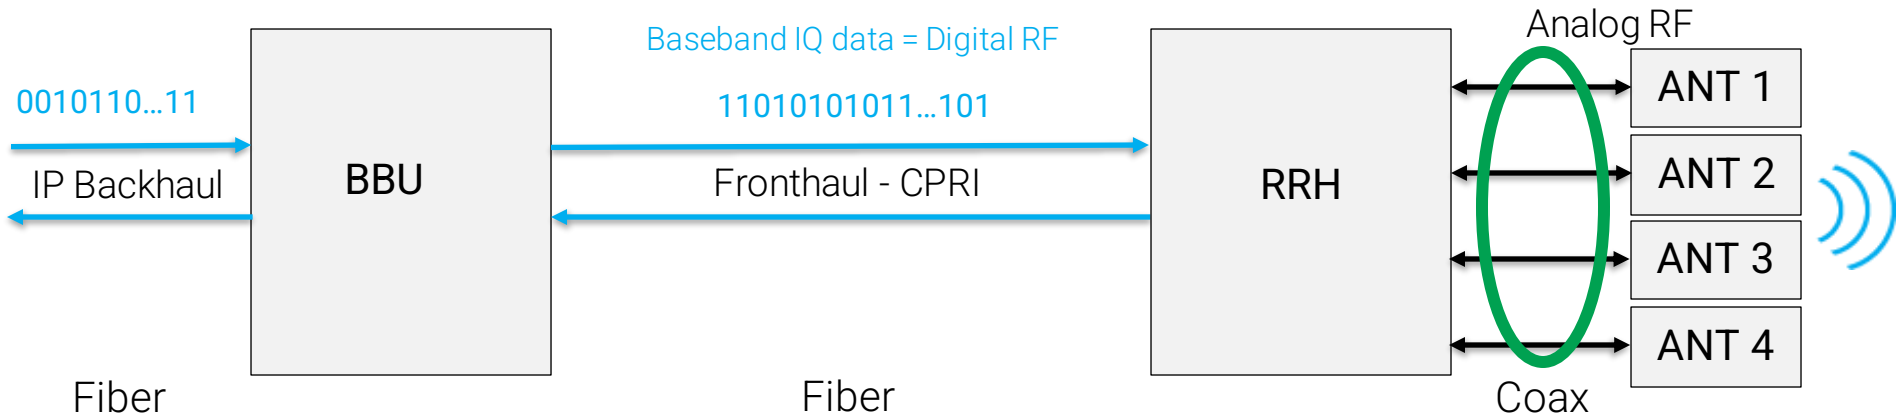 Analog RF
Baseband IQ data = Digital RF
0010110...11
11010101011...101
ANT 1
IP Backhaul
BBU
Fronthaul - CPRI
RRH
ANT 2
ANT 3
ANT 4
Fiber
Fiber
Coax